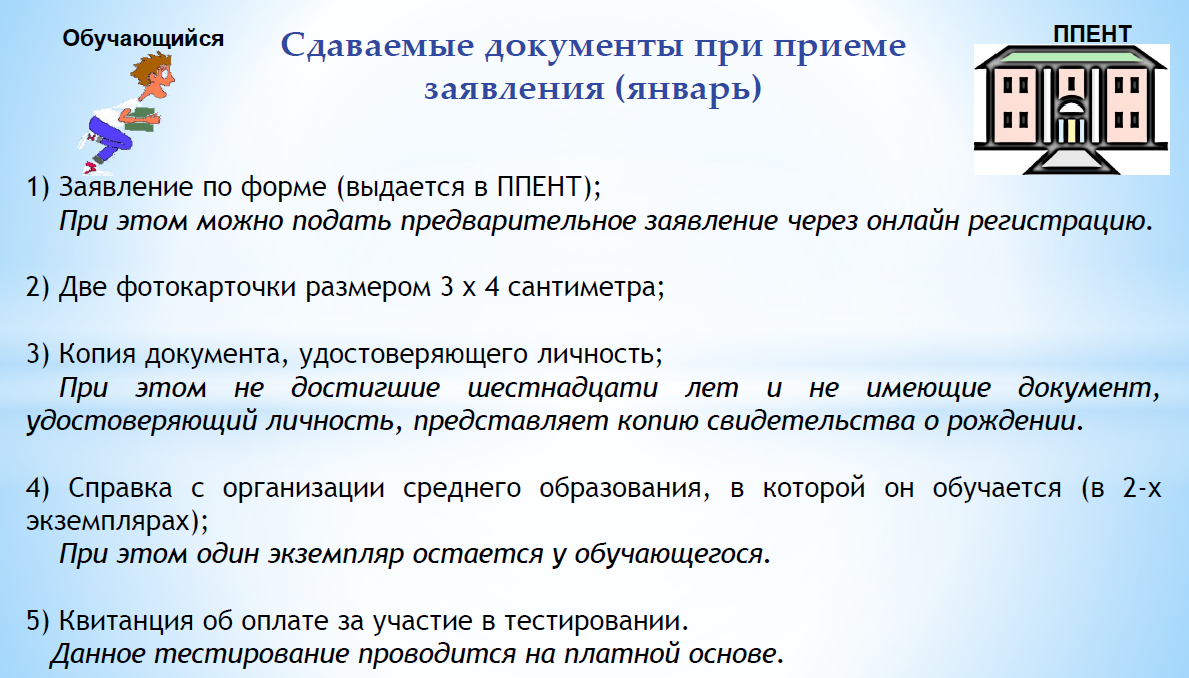 Обучающийся
Сдаваемые документы при приеме
заявления (январь)
ППЕНТ
1) Заявление по форме (выдается в ППЕНТ);
При этом можно подать предварительное заявление через онлайн регистрацию.
2) Две фотокарточки размером 3 х 4 сантиметра;
3) Копия документа, удостоверяющего личность;
При этом не достигшие шестнадцати лет и не имеющие документ,
удостоверяющий личность, представляет копию свидетельства о рождении.
4) Справка с организации среднего образования, в которой он обучается (в 2-х
экземплярах);
При этом один экземпляр остается у обучающегося.
5) Квитанция об оплате за участие в тестировании.
Данное тестирование проводится на платной основе.